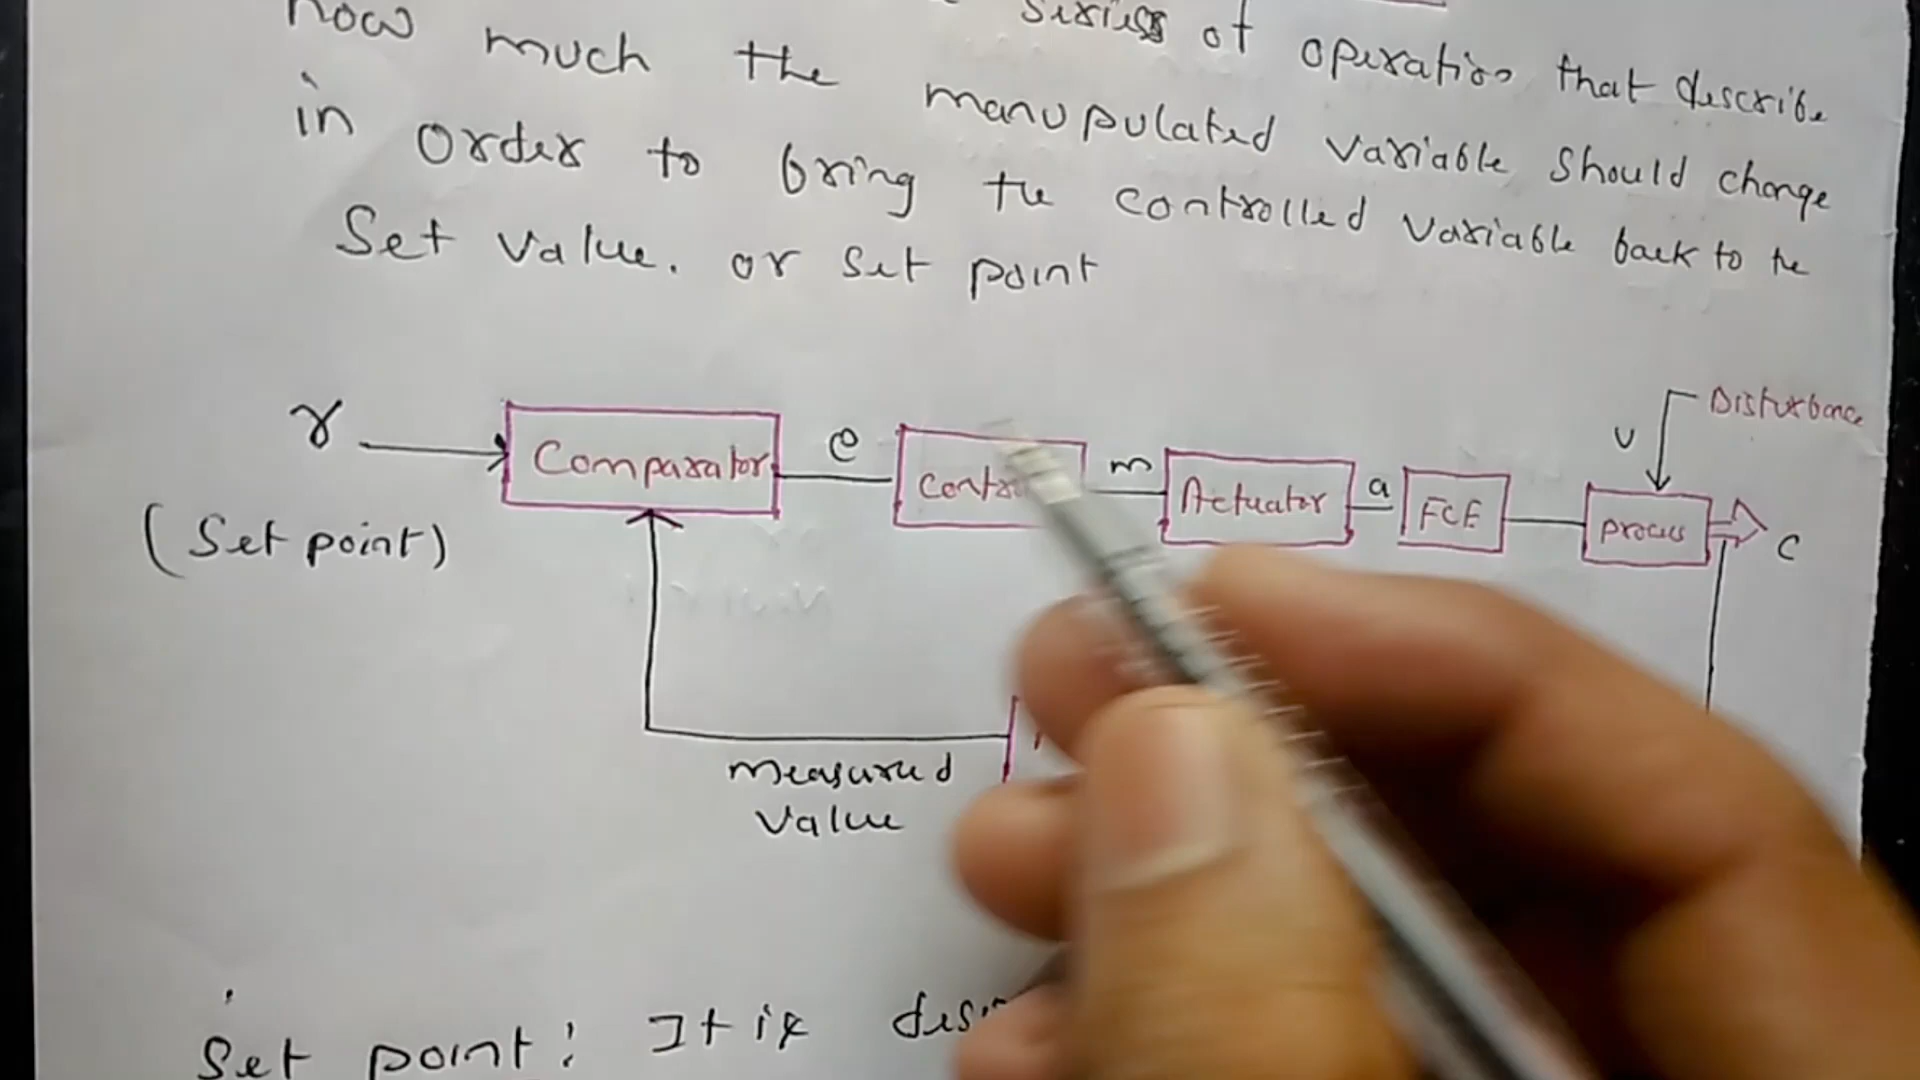 series of operation that describe
how much the manupulated variable should change
in order to bring the controlled variable back to the
Set value. or set point
r
Comparator
e
m
Actuator
a
FCE
U
Disturbance
process
C
(Set point)
measured
value
Set point: It is